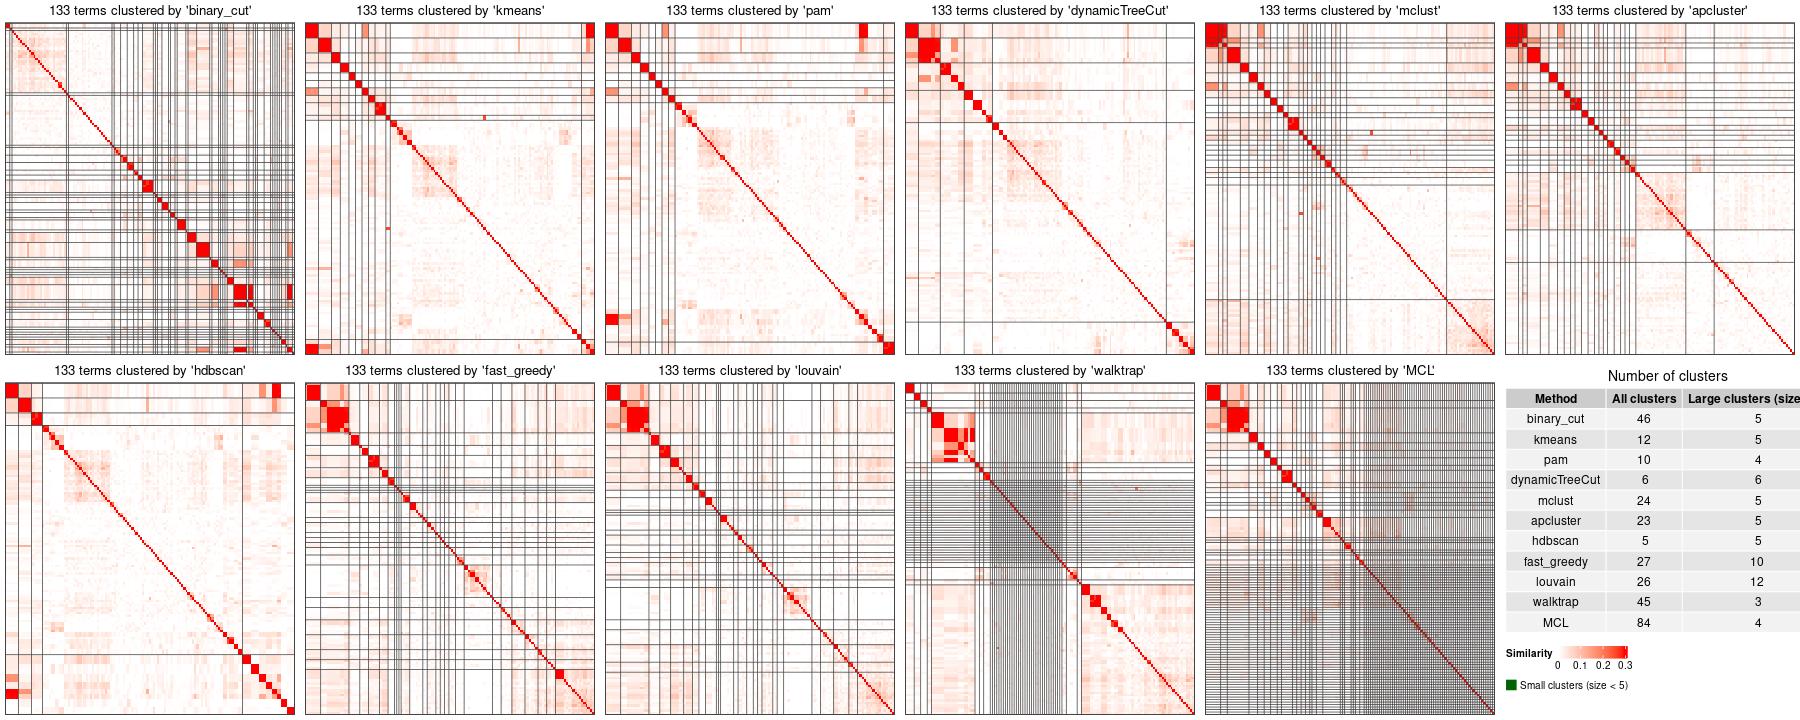 133 terms clustered by 'binary_cut'
133 terms clustered by 'kmeans'
133 terms clustered by 'pam'
133 terms clustered by 'dynamicTreeCut'
133 terms clustered by 'mclust'
133 terms clustered by 'apcluster'
133 terms clustered by 'hdbscan'
133 terms clustered by 'fast_greedy'
133 terms clustered by 'louvain'
133 terms clustered by 'walktrap'
133 terms clustered by 'MCL'
Number of clusters
Method All clusters Large clusters (size
binary_cut 46 5
kmeans 12 5
pam 10 4
dynamicTreeCut 6 6
mclust 24 5
apcluster 23 5
hdbscan 5 5
fast_greedy 27 10
louvain 26 12
walktrap 45 3
MCL 84 4
Similarity
0 0.1 0.2 0.3
Small clusters (size < 5)